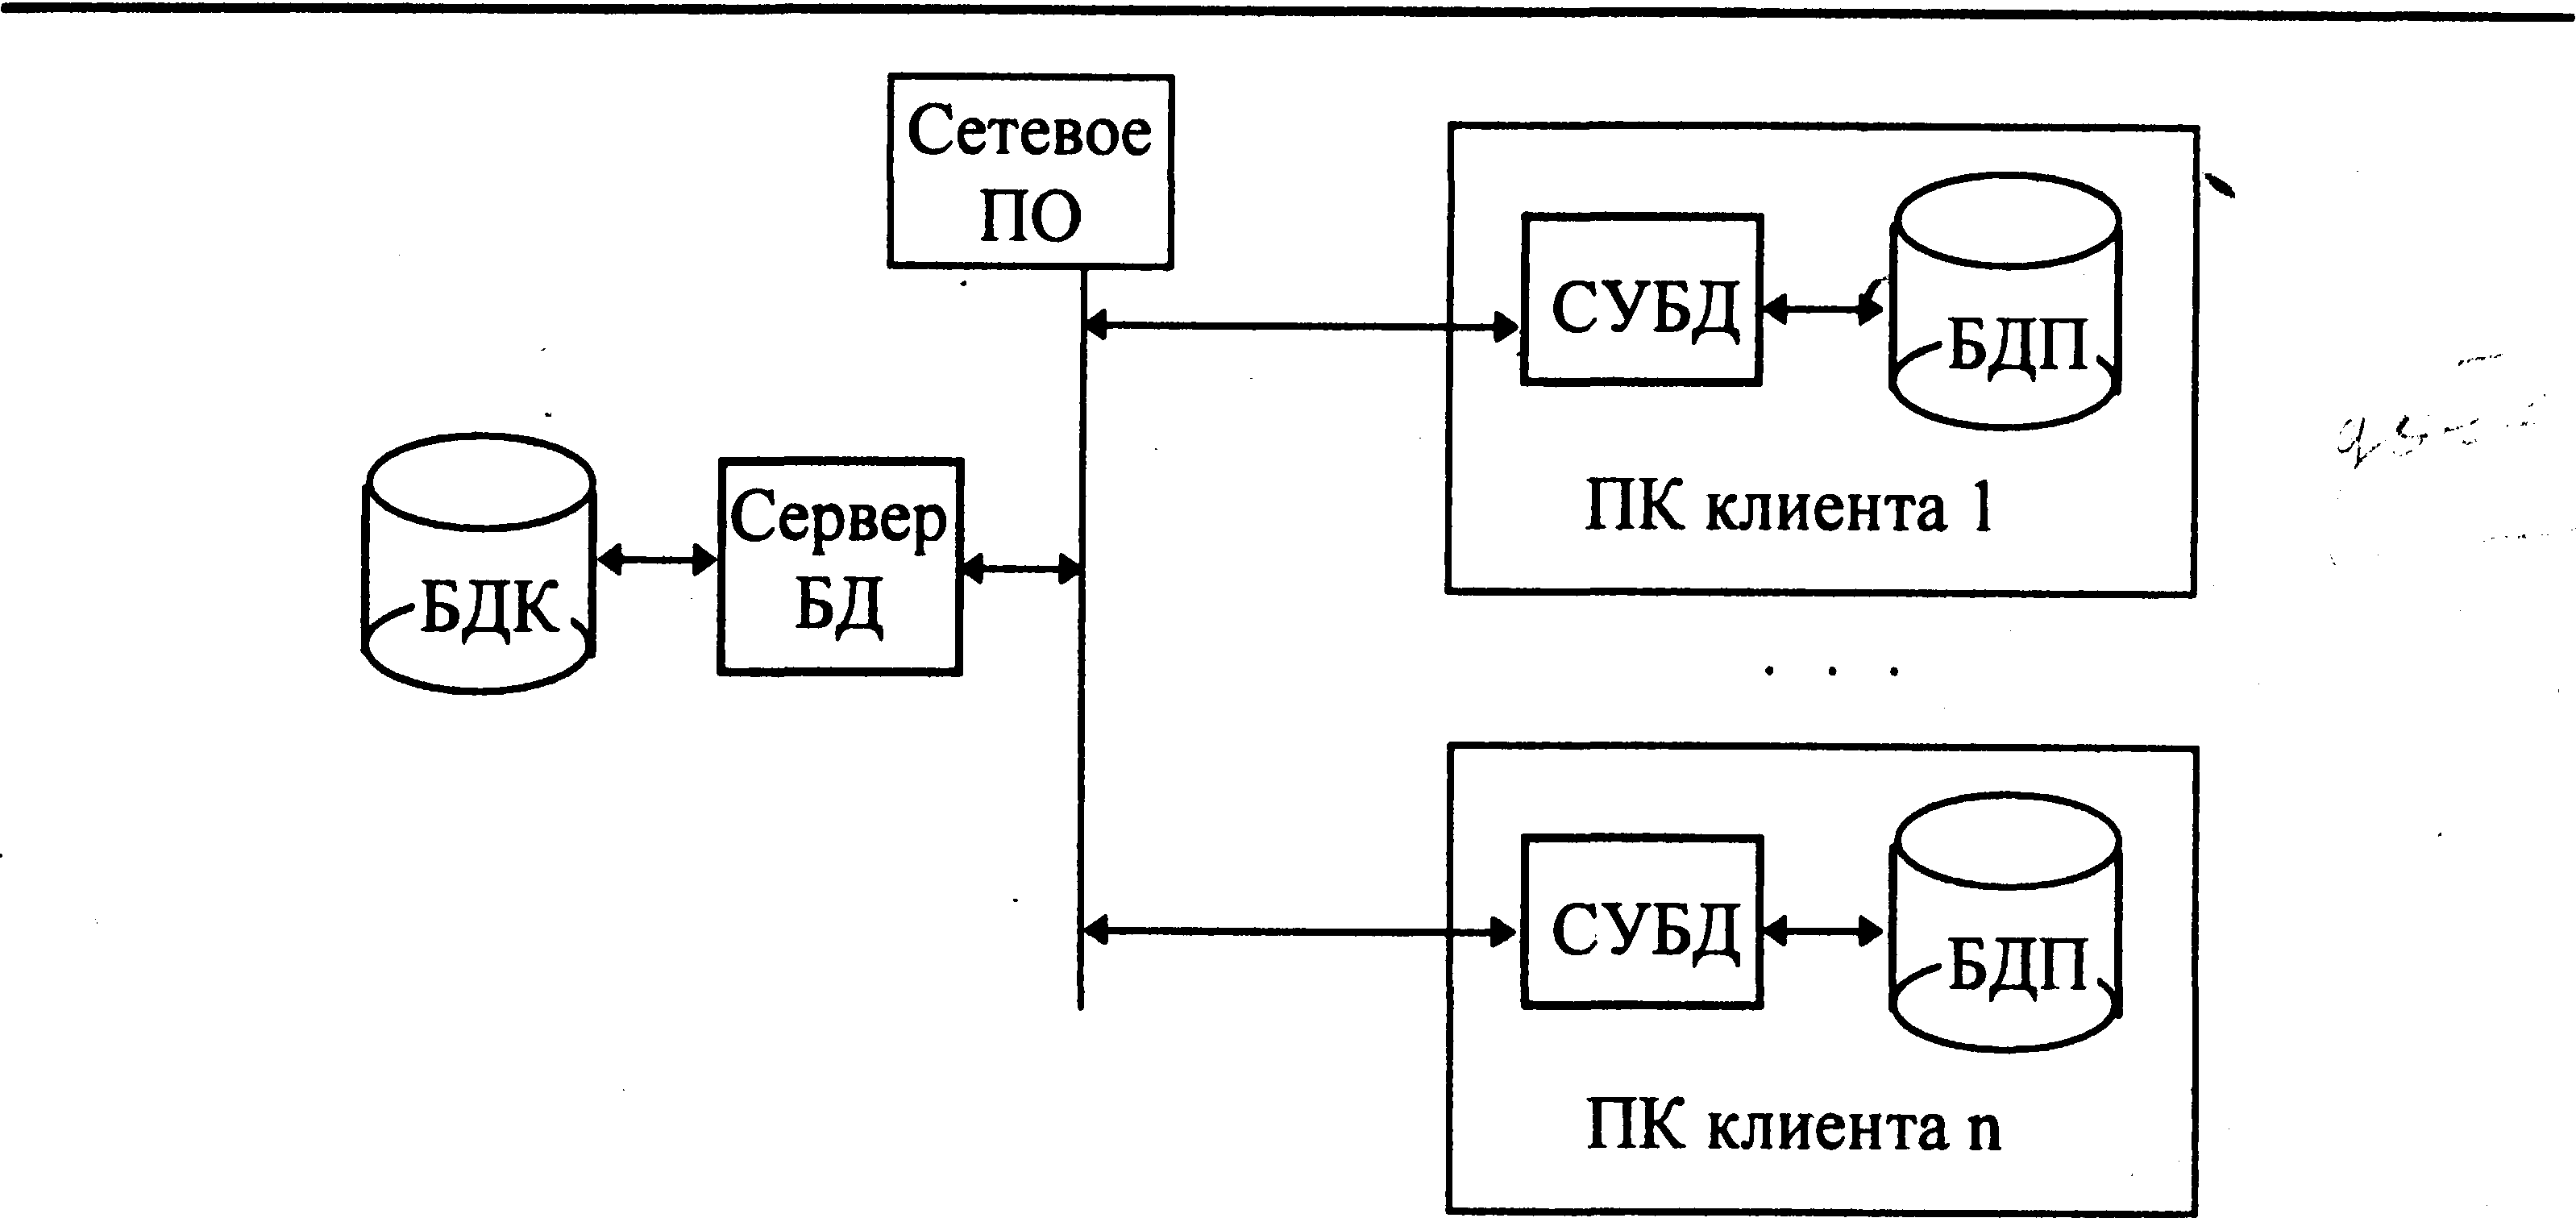 Сетевое
ПО
СУБД
БДП
ПК клиента 1
БДК
Сервер
БД
. . .
СУБД
БДП
ПК клиента n